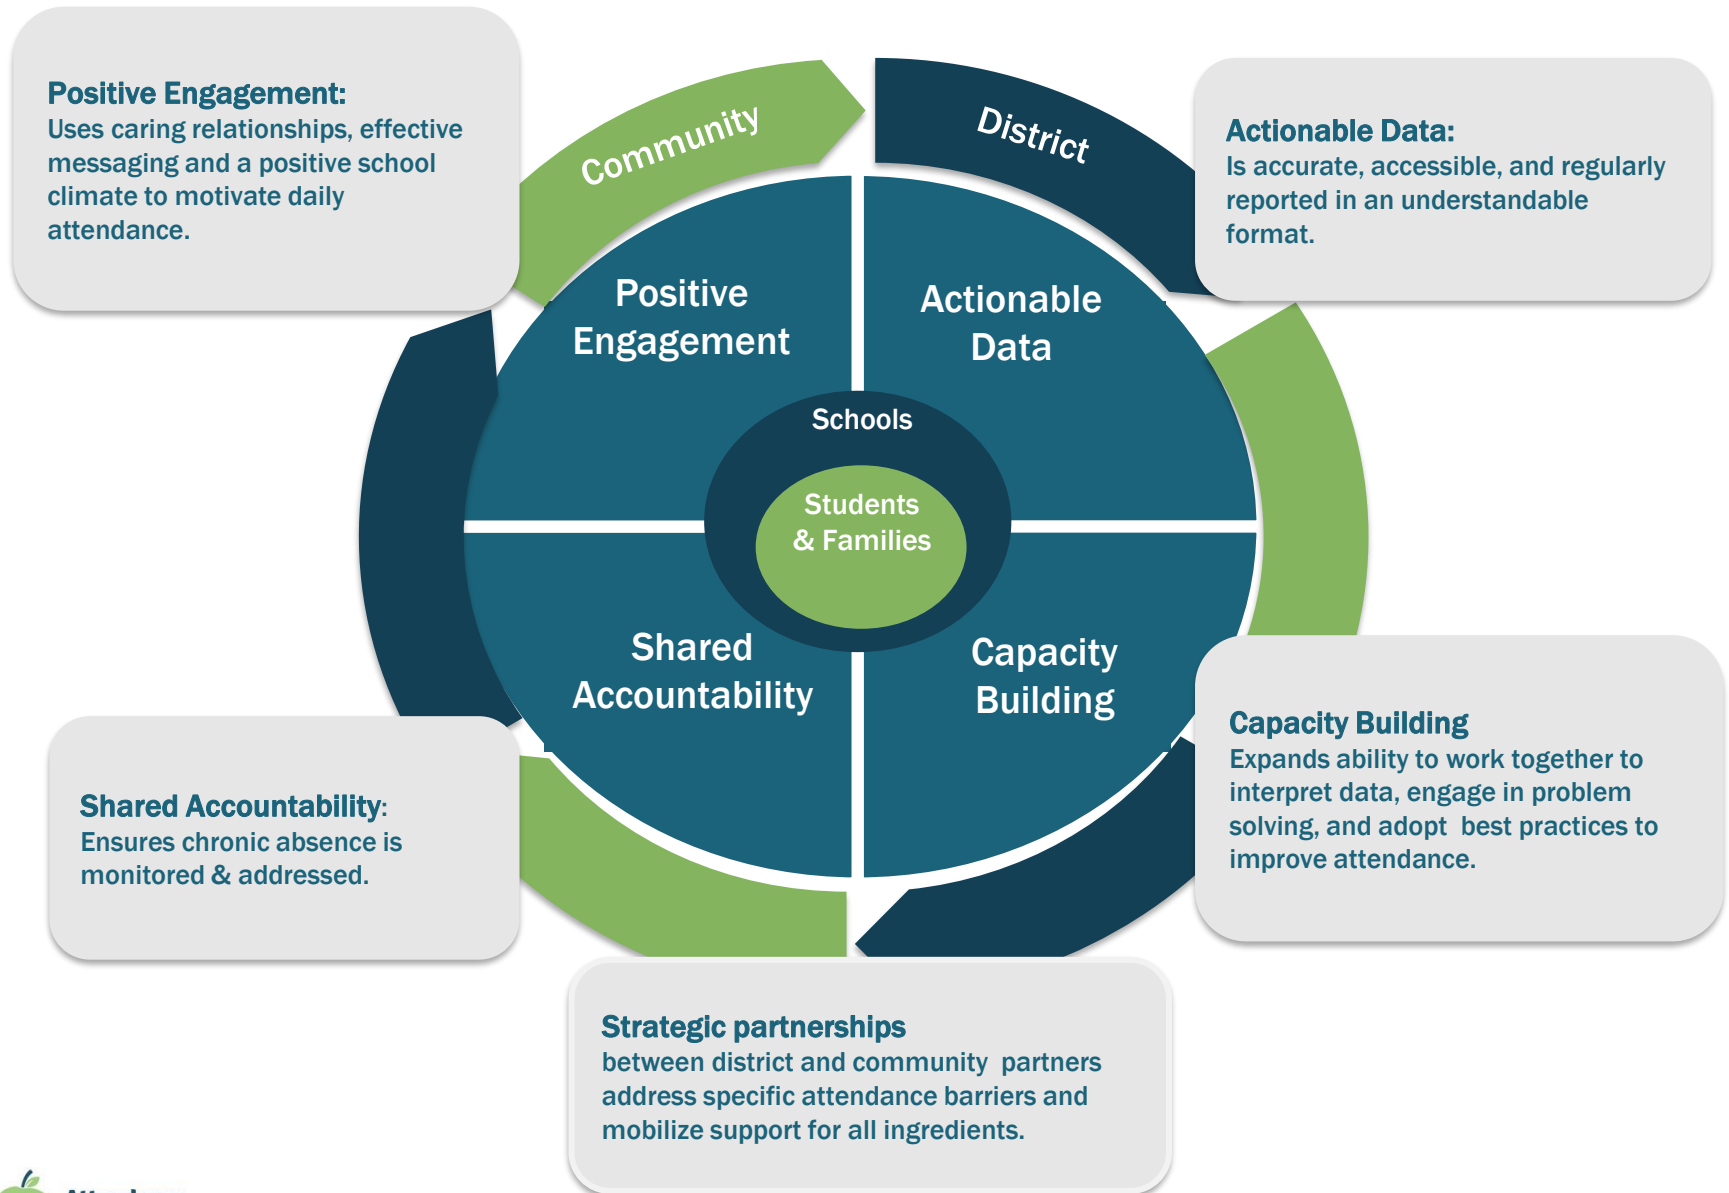 Positive Engagement:
Uses caring relationships, effective
messaging and a positive school
climate to motivate daily
attendance.
Community
District
Actionable Data:
Is accurate, accessible, and regularly
reported in an understandable
format.
Positive
Engagement
Actionable
Data
Schools
Students
& Families
Shared
Accountability
Capacity
Building
Shared Accountability:
Ensures chronic absence is
monitored & addressed.
Capacity Building
Expands ability to work together to
interpret data, engage in problem
solving, and adopt  best practices to
improve attendance.
Strategic partnerships
between district and community  partners
address specific attendance barriers and
mobilize support for all ingredients.